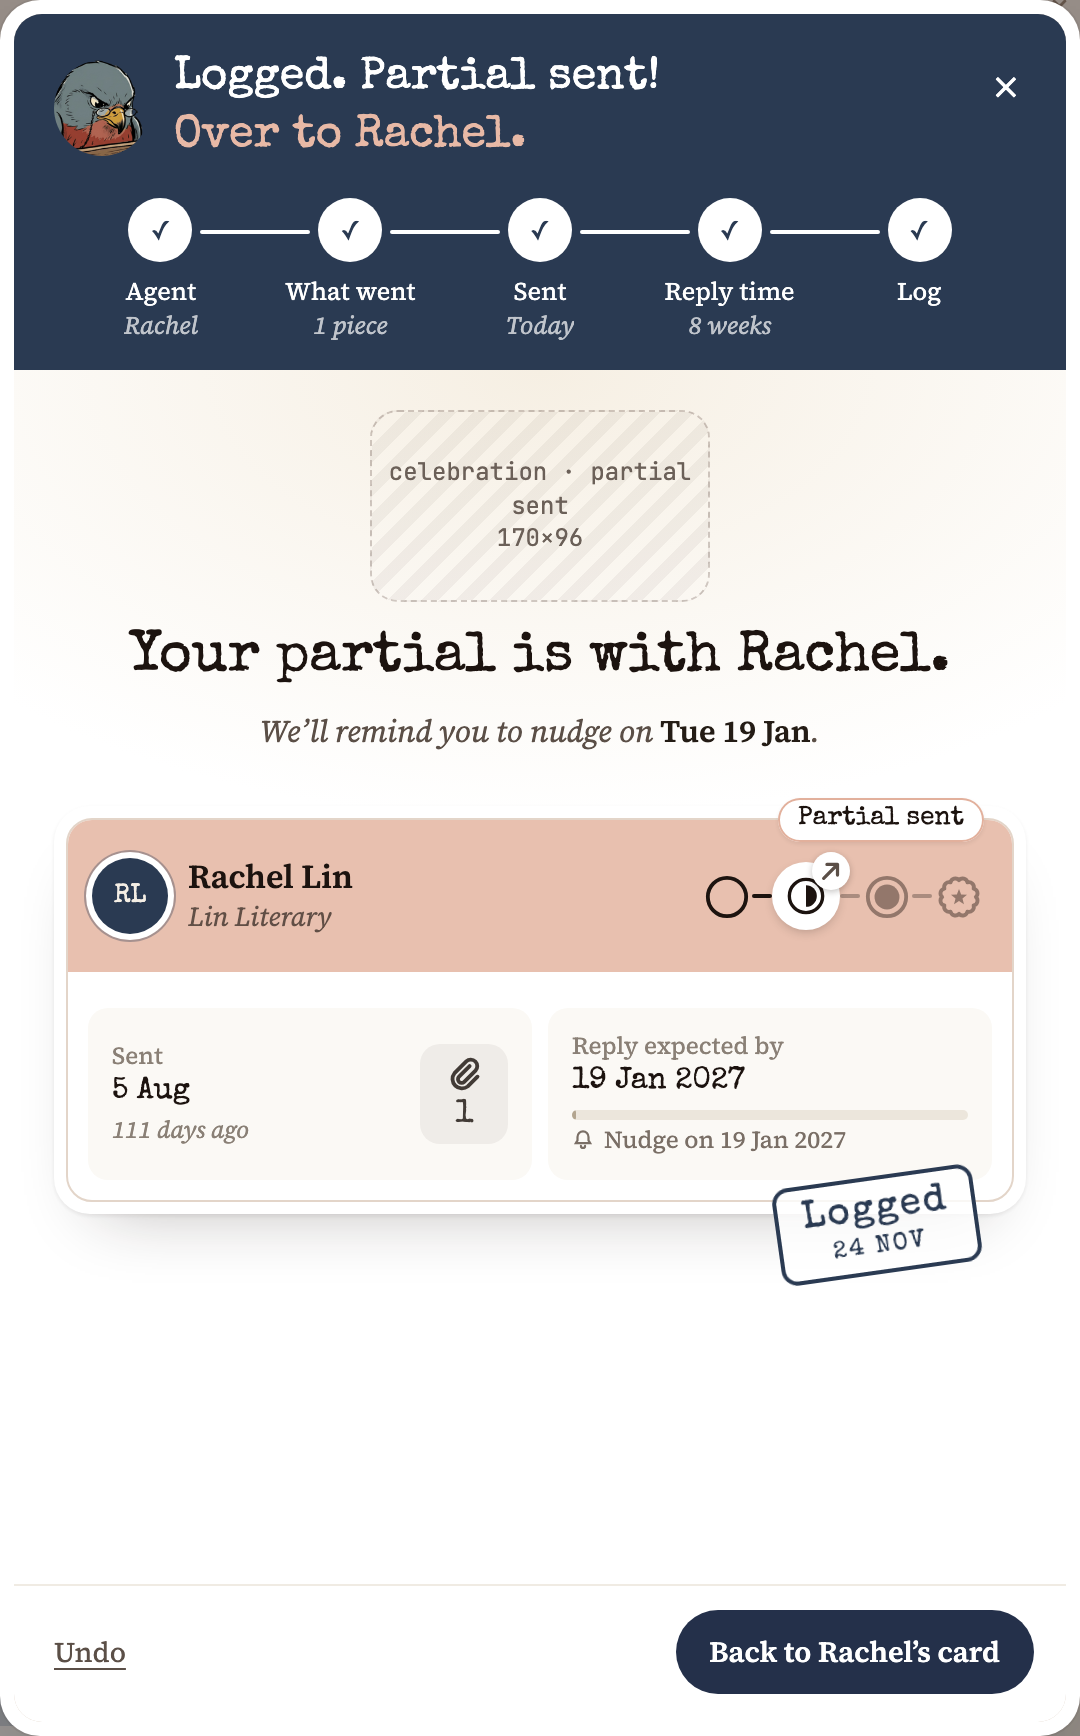 Logged. Partial sent!
Over to Rachel.
Agent
Rachel
What went
1 piece
Sent
Today
Reply time
8 weeks
Log
celebration · partial
sent
170×96
Your partial is with Rachel.
We’ll remind you to nudge on Tue 19 Jan.
Partial sent
RL
Rachel Lin
Lin Literary
Sent
5 Aug
111 days ago
1
Reply expected by
19 Jan 2027
Nudge on 19 Jan 2027
Logged
24 NOV
Undo
Back to Rachel’s card